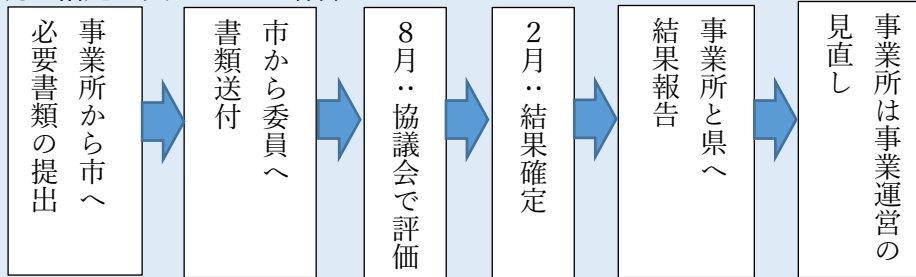 事業所から市へ
必要書類の提出
市から委員へ
書類送付
8月：協議会で評価
2月：結果確定
事業所と県へ
結果報告
事業所は事業運営の
見直し